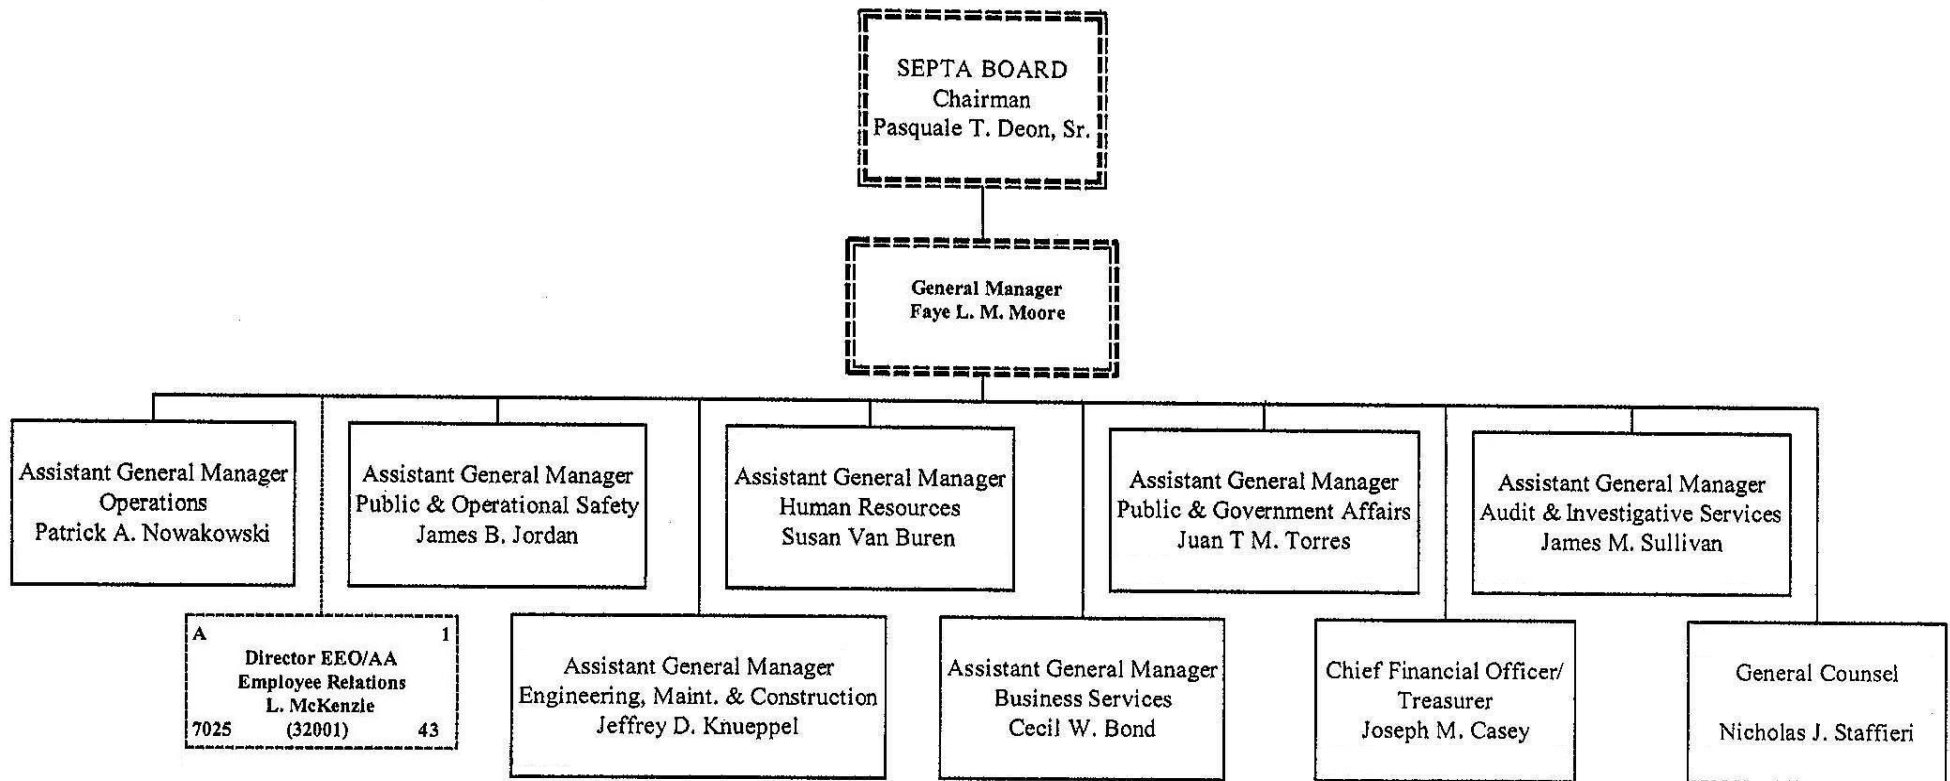 SEPTA BOARD
Chairman
Pasquale T. Deon, Sr.
General Manager
Faye L. M. Moore
Assistant General Manager
Operations
Patrick A. Nowakowski
Assistant General Manager
Public & Operational Safety
James B. Jordan
Assistant General Manager
Human Resources
Susan Van Buren
Assistant General Manager
Public & Government Affairs
Juan T M. Torres
Assistant General Manager
Audit & Investigative Services
James M. Sullivan
A 1
Director EEO/AA
Employee Relations
L. McKenzie
7025 (32001) 43
Assistant General Manager
Engineering, Maint. & Construction
Jeffrey D. Knueppel
Assistant General Manager
Business Services
Cecil W. Bond
Chief Financial Officer/
Treasurer
Joseph M. Casey
General Counsel
Nicholas J. Staffieri